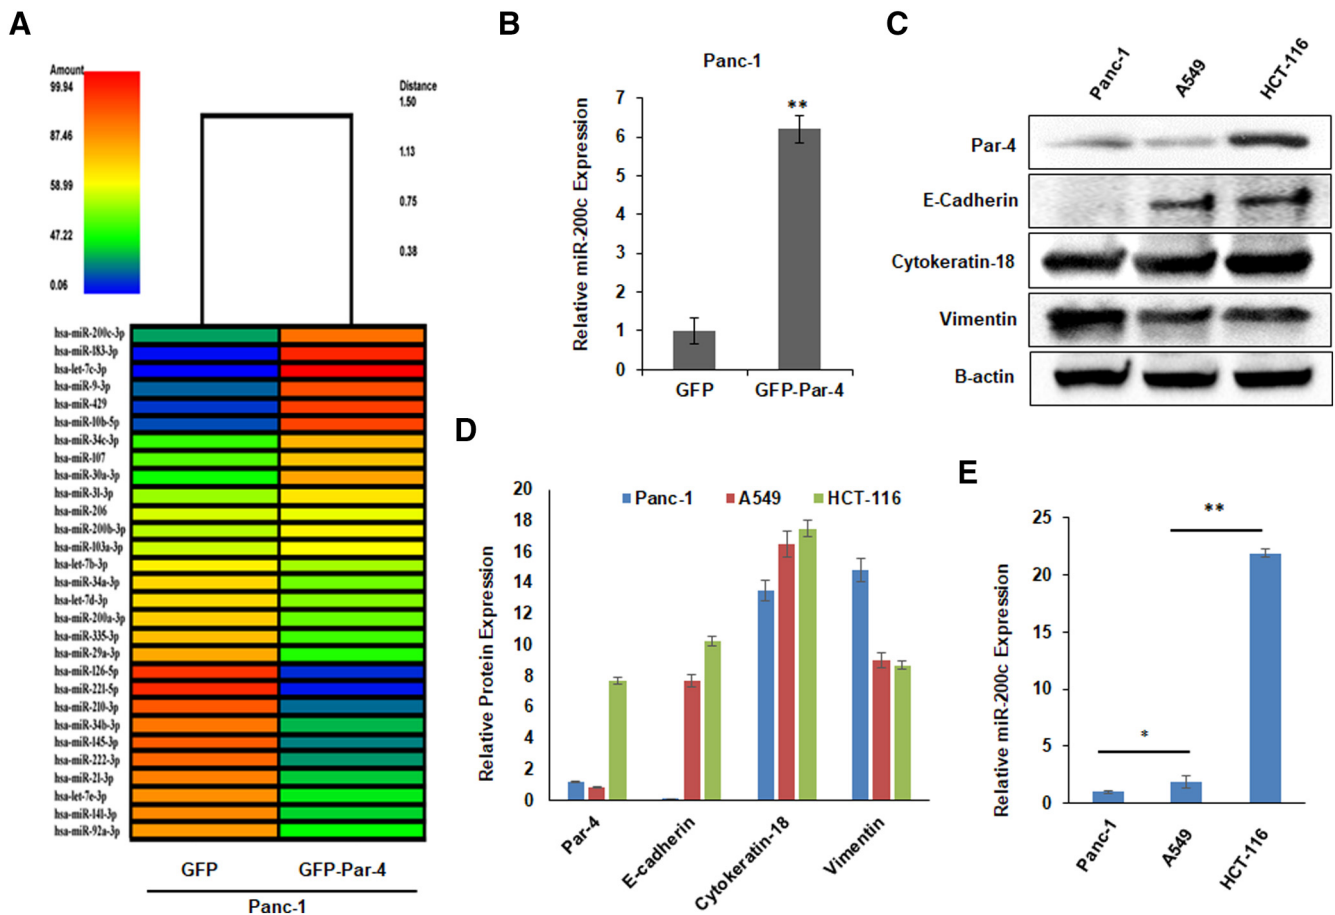 A
Amount
99.94
87.46
58.99
47.22
0.06
Distance
1.50
1.13
0.75
0.38
hsa-miR-200c-3p
hsa-miR-183-3p
hsa-let-7c-3p
hsa-miR-9-3p
hsa-miR-429
hsa-miR-10b-5p
hsa-miR-34c-3p
hsa-miR-107
hsa-miR-30a-3p
hsa-miR-31-3p
hsa-miR-206
hsa-miR-200b-3p
hsa-miR-103a-3p
hsa-let-7b-3p
hsa-miR-34a-3p
hsa-let-7d-3p
hsa-miR-200a-3p
hsa-miR-335-3p
hsa-miR-29a-3p
hsa-miR-126-5p
hsa-miR-221-5p
hsa-miR-210-3p
hsa-miR-34b-3p
hsa-miR-145-3p
hsa-miR-222-3p
hsa-miR-21-3p
hsa-let-7e-3p
hsa-miR-141-3p
hsa-miR-92a-3p
GFP GFP-Par-4
Panc-1
B
Panc-1
Relative miR-200c Expression
7
6
5
4
3
2
1
0
**
GFP GFP-Par-4
C
Panc-1 A549 HCT-116
Par-4
E-Cadherin
Cytokeratin-18
Vimentin
B-actin
D
Relative Protein Expression
20
18
16
14
12
10
8
6
4
2
0
Panc-1 A549 HCT-116
Par-4 E-cadherin Cytokeratin-18 Vimentin
E
Relative miR-200c Expression
25
20
15
10
5
0
*
**
Panc-1 A549 HCT-116